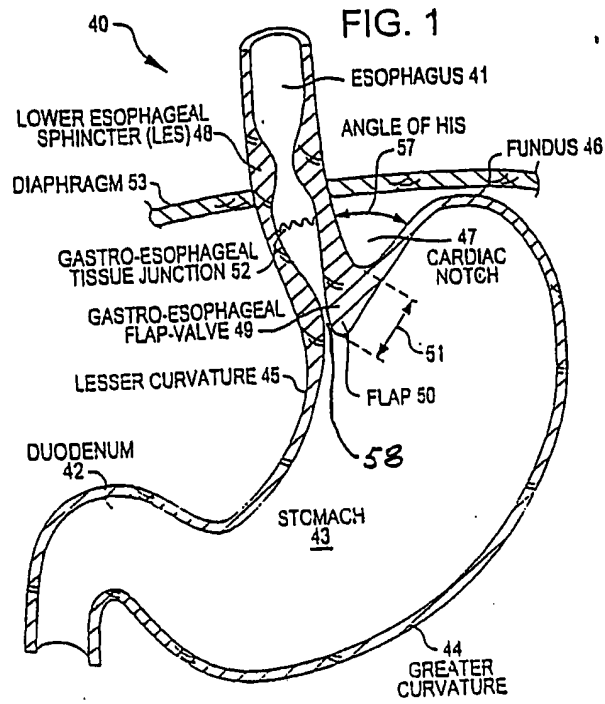 FIG. 1
40
ESOPHAGUS 41
LOWER ESOPHAGEAL
SPHINCTER (LES) 48
ANGLE OF HIS
57
FUNDUS 46
DIAPHRAGM 53
47
CARDIAC
NOTCH
GASTRO-ESOPHAGEAL
TISSUE JUNCTION 52
GASTRO-ESOPHAGEAL
FLAP-VALVE 49
51
LESSER CURVATURE 45
FLAP 50
58
DUODENUM
42
STOMACH
43
44
GREATER
CURVATURE